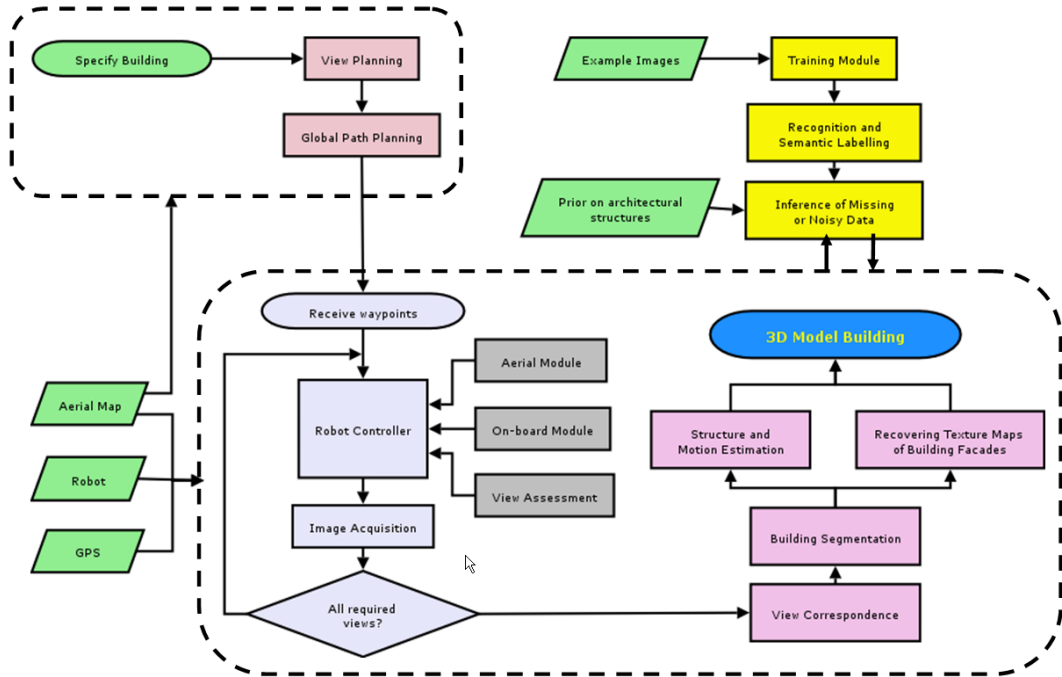 Specify Building
View Planning
Global Path Planning
Example Images
Training Module
Recognition and
Semantic Labelling
Prior on architectural
structures
Inference of Missing
or Noisy Data
Receive waypoints
Aerial Map
Robot
GPS
Robot Controller
Aerial Module
On-board Module
View Assessment
Image Acquisition
All required
views?
3D Model Building
Structure and
Motion Estimation
Recovering Texture Maps
of Building Facades
Building Segmentation
View Correspondence